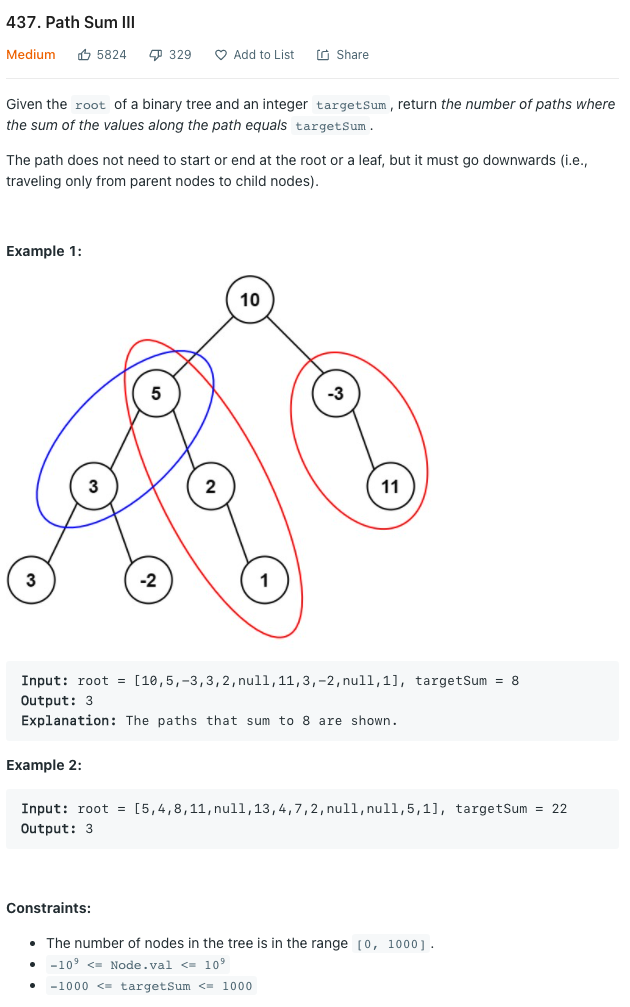 437. Path Sum III
Medium 5824 329 Add to List Share
Given the root of a binary tree and an integer targetSum, return the number of paths where
the sum of the values along the path equals targetSum.
The path does not need to start or end at the root or a leaf, but it must go downwards (i.e.,
traveling only from parent nodes to child nodes).
Example 1:
10
5 -3
3 2 11
3 -2 1
Input: root = [10,5,-3,3,2,null,11,3,-2,null,1], targetSum = 8
Output: 3
Explanation: The paths that sum to 8 are shown.
Example 2:
Input: root = [5,4,8,11,null,13,4,7,2,null,null,5,1], targetSum = 22
Output: 3
Constraints:
• The number of nodes in the tree is in the range [0, 1000].
• -10⁹ <= Node.val <= 10⁹
• -1000 <= targetSum <= 1000